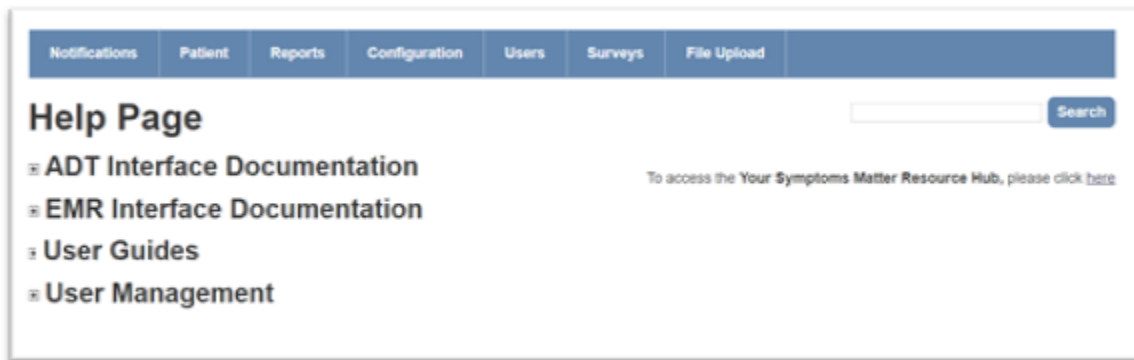 Notifications Patient Reports Configuration Users Surveys File Upload
Help Page
Search
ADT Interface Documentation
To access the Your Symptoms Matter Resource Hub, please click here
EMR Interface Documentation
User Guides
User Management